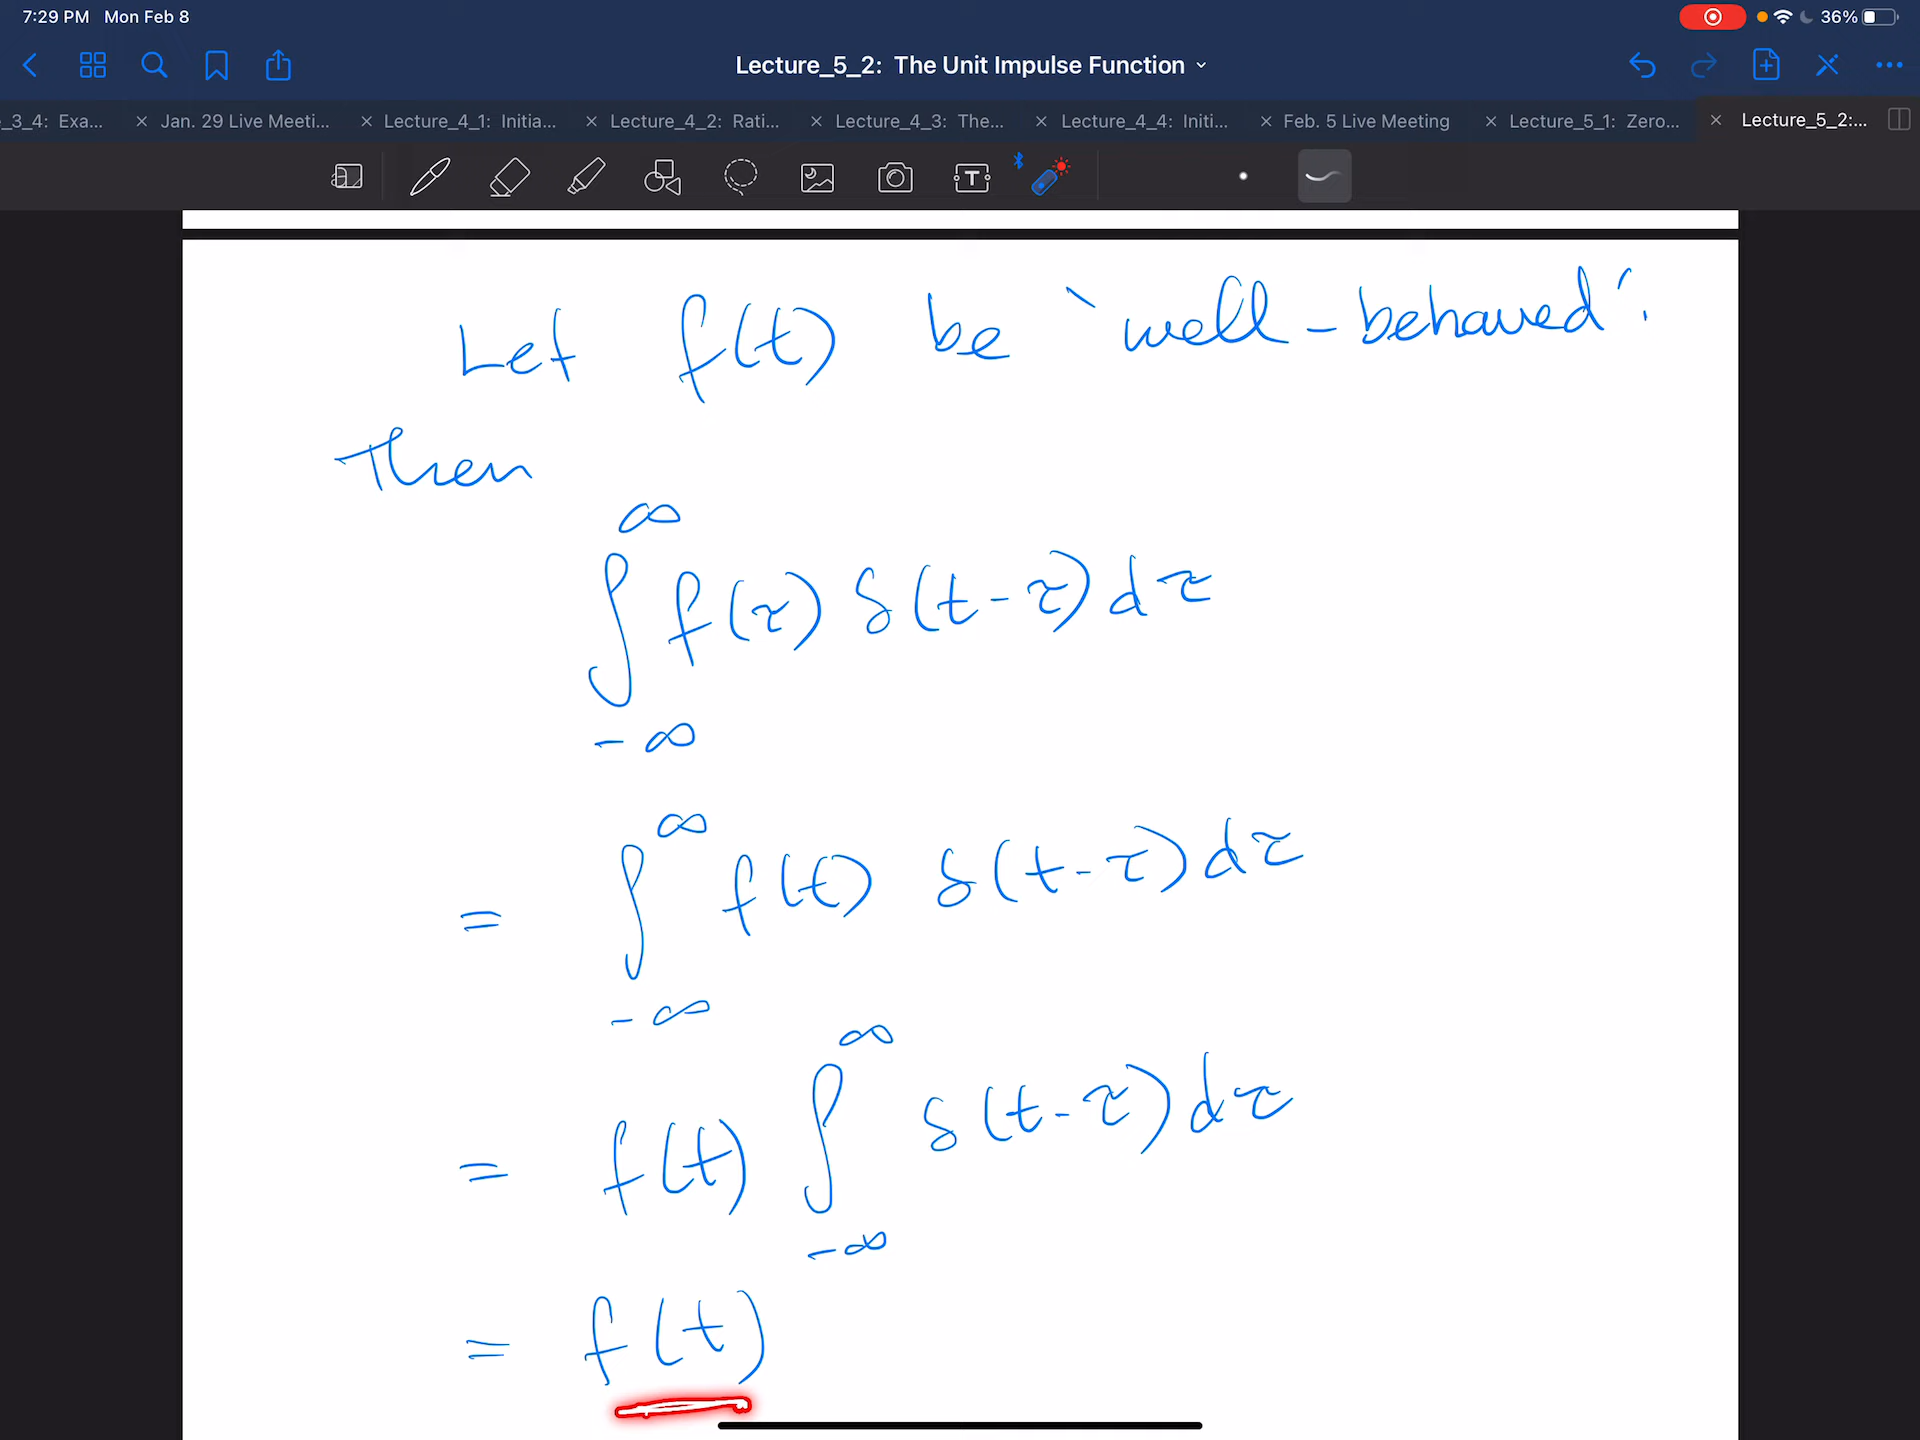 7:29 PM Mon Feb 8
36%
Lecture_5_2: The Unit Impulse Function
_3_4: Exa... × Jan. 29 Live Meeti... × Lecture_4_1: Initia... × Lecture_4_2: Rati... × Lecture_4_3: The... × Lecture_4_4: Initi... × Feb. 5 Live Meeting × Lecture_5_1: Zero... × Lecture_5_2:...
T
Let f(t) be `well-behaved'.
Then
∫_{-∞}^{∞} f(τ) δ(t-τ) dτ
= ∫_{-∞}^{∞} f(t) δ(t-τ) dτ
= f(t) ∫_{-∞}^{∞} δ(t-τ) dτ
= f(t)